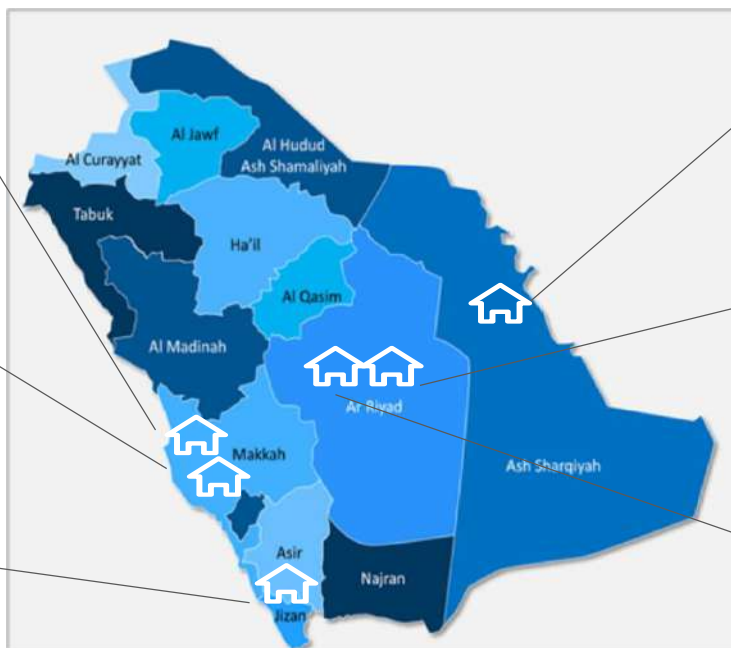 Al Jawf
Al Hudud
Ash Shamaliyah
Al Curayyat
Tabuk
Ha'il
Al Qasim
Al Madinah
Ar Riyad
Makkah
Ash Sharqiyah
Asir
Najran
Jizan